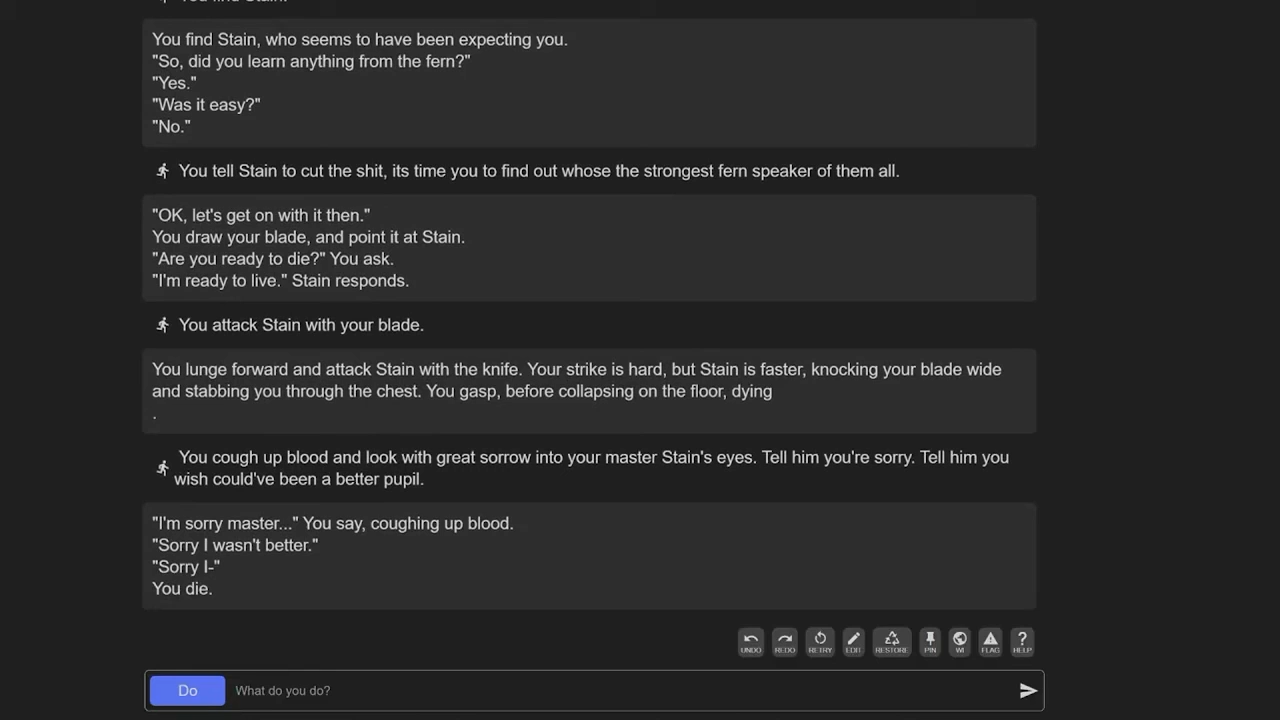 You find Stain.
You find Stain, who seems to have been expecting you.
"So, did you learn anything from the fern?"
"Yes."
"Was it easy?"
"No."
You tell Stain to cut the shit, its time you to find out whose the strongest fern speaker of them all.
"OK, let's get on with it then."
You draw your blade, and point it at Stain.
"Are you ready to die?" You ask.
"I'm ready to live." Stain responds.
You attack Stain with your blade.
You lunge forward and attack Stain with the knife. Your strike is hard, but Stain is faster, knocking your blade wide
and stabbing you through the chest. You gasp, before collapsing on the floor, dying
.
You cough up blood and look with great sorrow into your master Stain's eyes. Tell him you're sorry. Tell him you
wish could've been a better pupil.
"I'm sorry master..." You say, coughing up blood.
"Sorry I wasn't better."
"Sorry I-"
You die.
UNDO REDO RETRY EDIT RESTORE PIN WI FLAG HELP
Do What do you do?